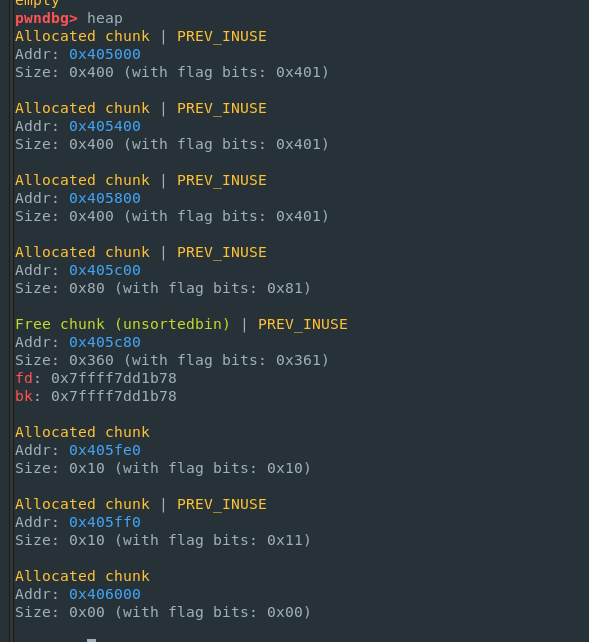 empty
pwndbg> heap
Allocated chunk | PREV_INUSE
Addr: 0x405000
Size: 0x400 (with flag bits: 0x401)
Allocated chunk | PREV_INUSE
Addr: 0x405400
Size: 0x400 (with flag bits: 0x401)
Allocated chunk | PREV_INUSE
Addr: 0x405800
Size: 0x400 (with flag bits: 0x401)
Allocated chunk | PREV_INUSE
Addr: 0x405c00
Size: 0x80 (with flag bits: 0x81)
Free chunk (unsortedbin) | PREV_INUSE
Addr: 0x405c80
Size: 0x360 (with flag bits: 0x361)
fd: 0x7ffff7dd1b78
bk: 0x7ffff7dd1b78
Allocated chunk
Addr: 0x405fe0
Size: 0x10 (with flag bits: 0x10)
Allocated chunk | PREV_INUSE
Addr: 0x405ff0
Size: 0x10 (with flag bits: 0x11)
Allocated chunk
Addr: 0x406000
Size: 0x00 (with flag bits: 0x00)